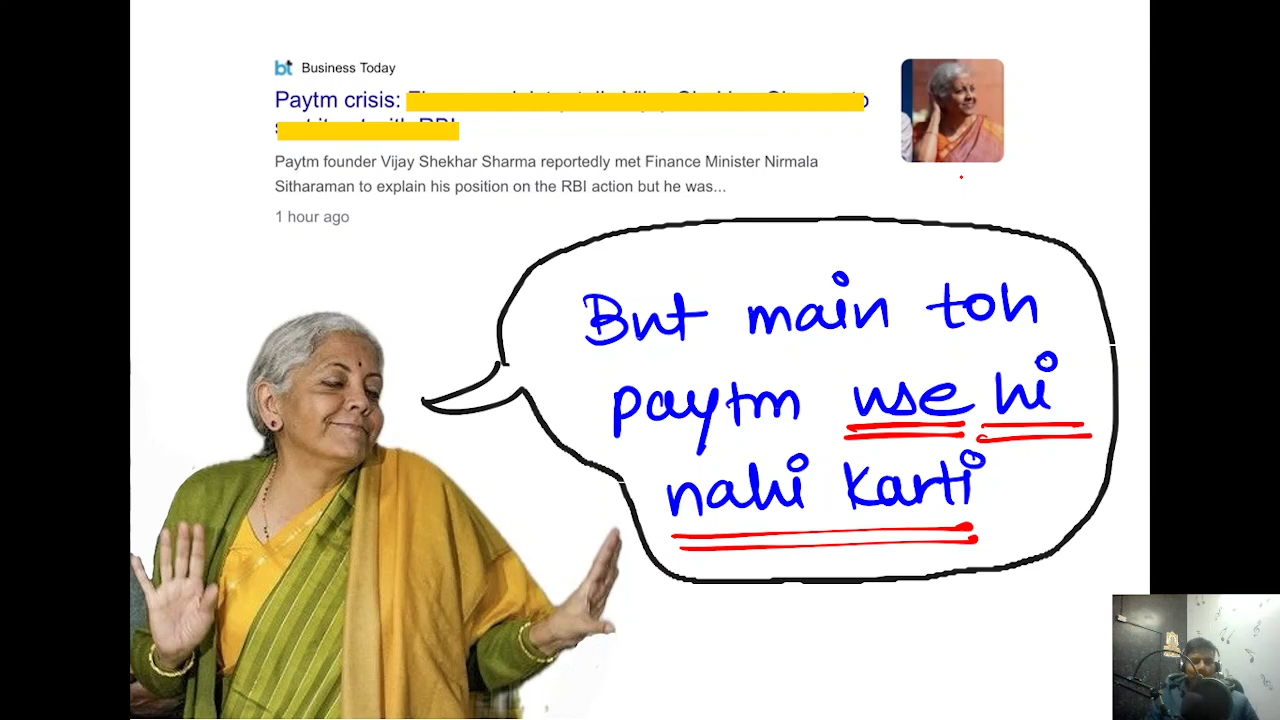 bt Business Today
Paytm crisis:
Paytm founder Vijay Shekhar Sharma reportedly met Finance Minister Nirmala
Sitharaman to explain his position on the RBI action but he was...
1 hour ago
But main toh
paytm use hi
nahi karti